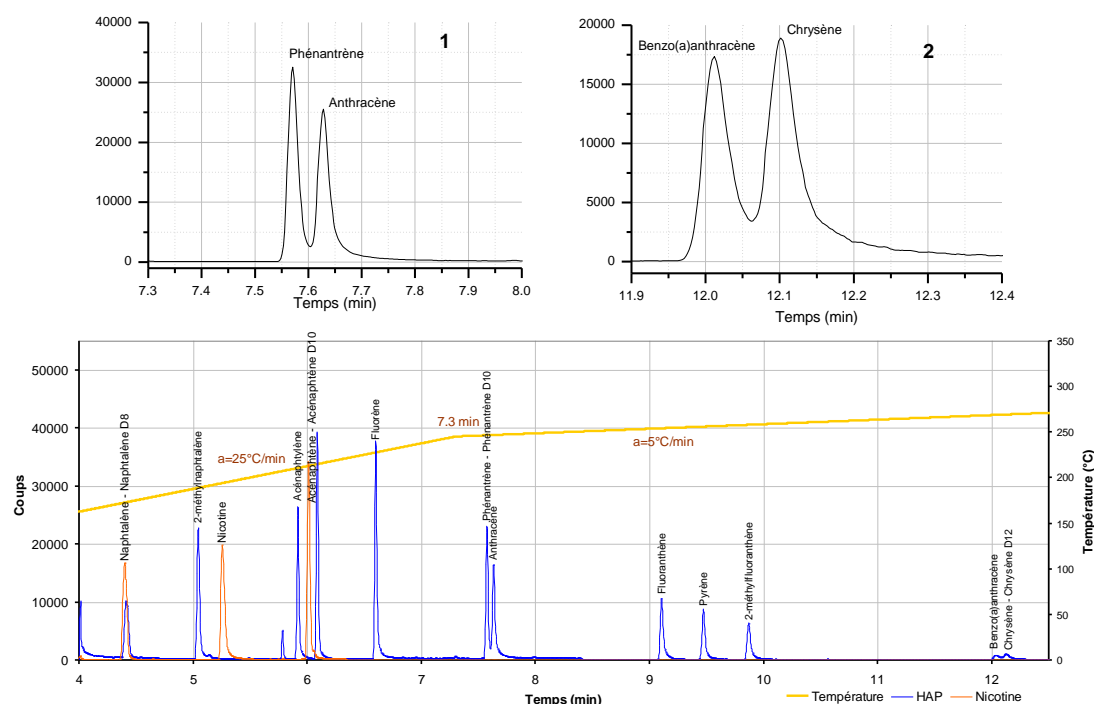 1
Phénantrène
Anthracène
40000
30000
20000
10000
0
7.3 7.4 7.5 7.6 7.7 7.8 7.9 8.0
Temps (min)
2
Chrysène
Benzo(a)anthracène
20000
15000
10000
5000
0
11.9 12.0 12.1 12.2 12.3 12.4
Temps (min)
50000
40000
30000
20000
10000
0
Coups
350
300
250
200
150
100
50
0
Température (°C)
a=25°C/min
7.3 min
a=5°C/min
Naphtalène - Naphtalène D8
2-méthylnaphtalène
Nicotine
Acénaphtylène
Acénaphtène - Acénaphtène D10
Fluorène
Phénantrène - Phénantrène D10
Anthracène
Fluoranthène
Pyrène
2-méthylfluoranthène
Benzo(a)anthracène
Chrysène - Chrysène D12
4 5 6 7 8 9 10 11 12
Temps (min)
Température HAP Nicotine